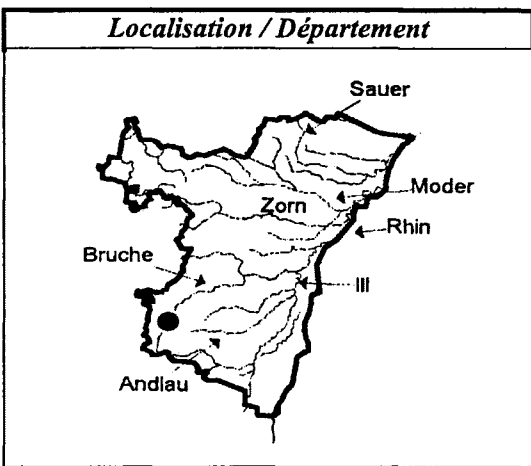 Localisation / Département
Sauer
Moder
Zorn
Rhin
Bruche
Ill
Andlau